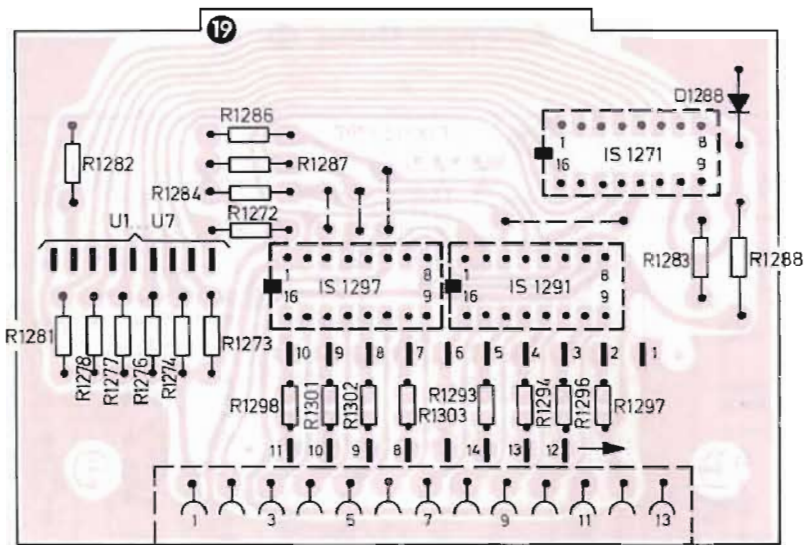 19
D1288
R1286
1 8
IS 1271
16 9
R1282
R1287
R1284
R1272
U1...U7
1 8
IS 1297
16 9
1 8
IS 1291
16 9
R1283
R1288
R1281
R1278
R1277
R1276
R1274
R1273
10 9 8 7 6 5 4 3 2 1
R1298
R1301
R1302
R1303
R1293
R1294
R1296
R1297
11 10 9 8 14 13 12
1 3 5 7 9 11 13